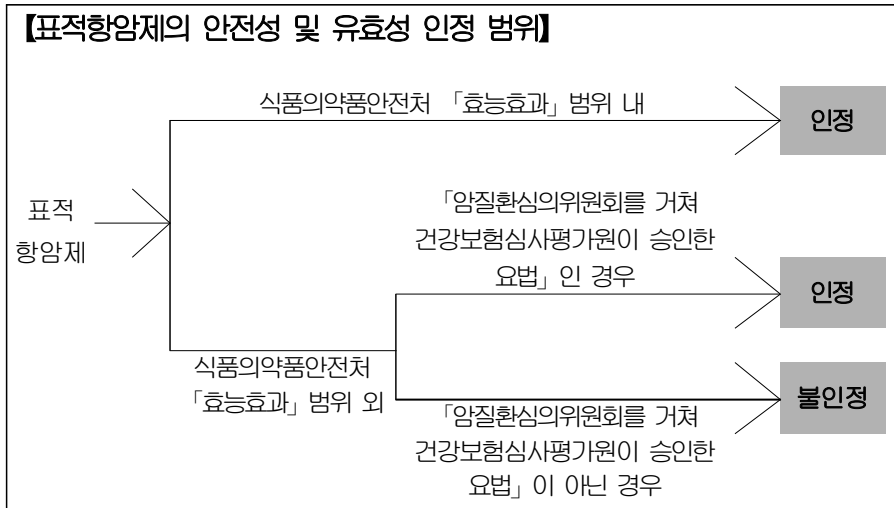 【표적항암제의 안전성 및 유효성 인정 범위】
식품의약품안전처 「효능효과」범위 내
인정
표적
항암제
「암질환심의위원회를 거쳐
건강보험심사평가원이 승인한
요법」인 경우
인정
식품의약품안전처
「효능효과」범위 외
불인정
「암질환심의위원회를 거쳐
건강보험심사평가원이 승인한
요법」이 아닌 경우